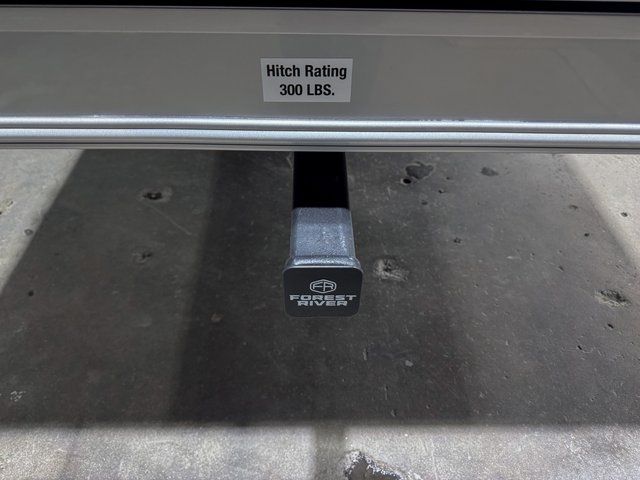 Hitch Rating
300 LBS.
FR
FOREST
RIVER